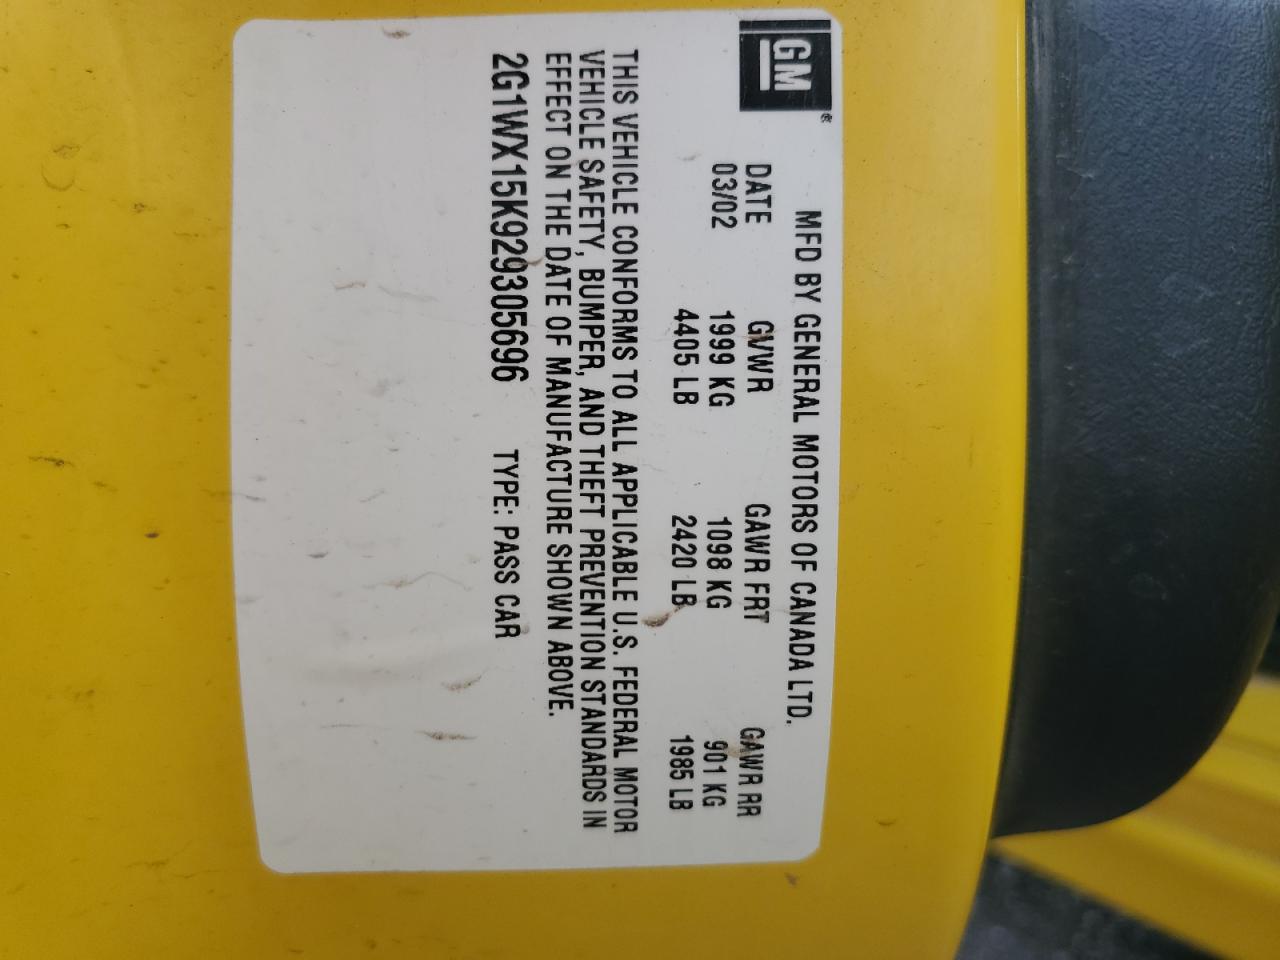 GM®
MFD BY GENERAL MOTORS OF CANADA LTD.
DATE GVWR GAWR FRT GAWR RR
03/02 1999 KG 1098 KG 901 KG
4405 LB 2420 LB 1985 LB
THIS VEHICLE CONFORMS TO ALL APPLICABLE U.S. FEDERAL MOTOR
VEHICLE SAFETY, BUMPER, AND THEFT PREVENTION STANDARDS IN
EFFECT ON THE DATE OF MANUFACTURE SHOWN ABOVE.
2G1WX15K929305696 TYPE: PASS CAR